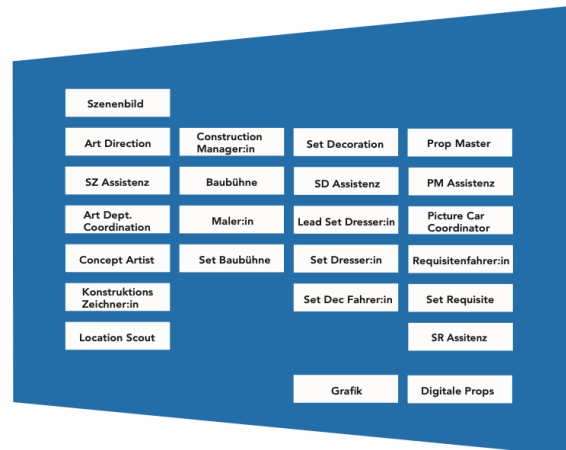 Szenenbild
Art Direction
Construction
Manager:in
Set Decoration
Prop Master
SZ Assistenz
Baubühne
SD Assistenz
PM Assistenz
Art Dept.
Coordination
Maler:in
Lead Set Dresser:in
Picture Car
Coordinator
Concept Artist
Set Baubühne
Set Dresser:in
Requisitenfahrer:in
Konstruktions
Zeichner:in
Set Dec Fahrer:in
Set Requisite
Location Scout
SR Assitenz
Grafik
Digitale Props